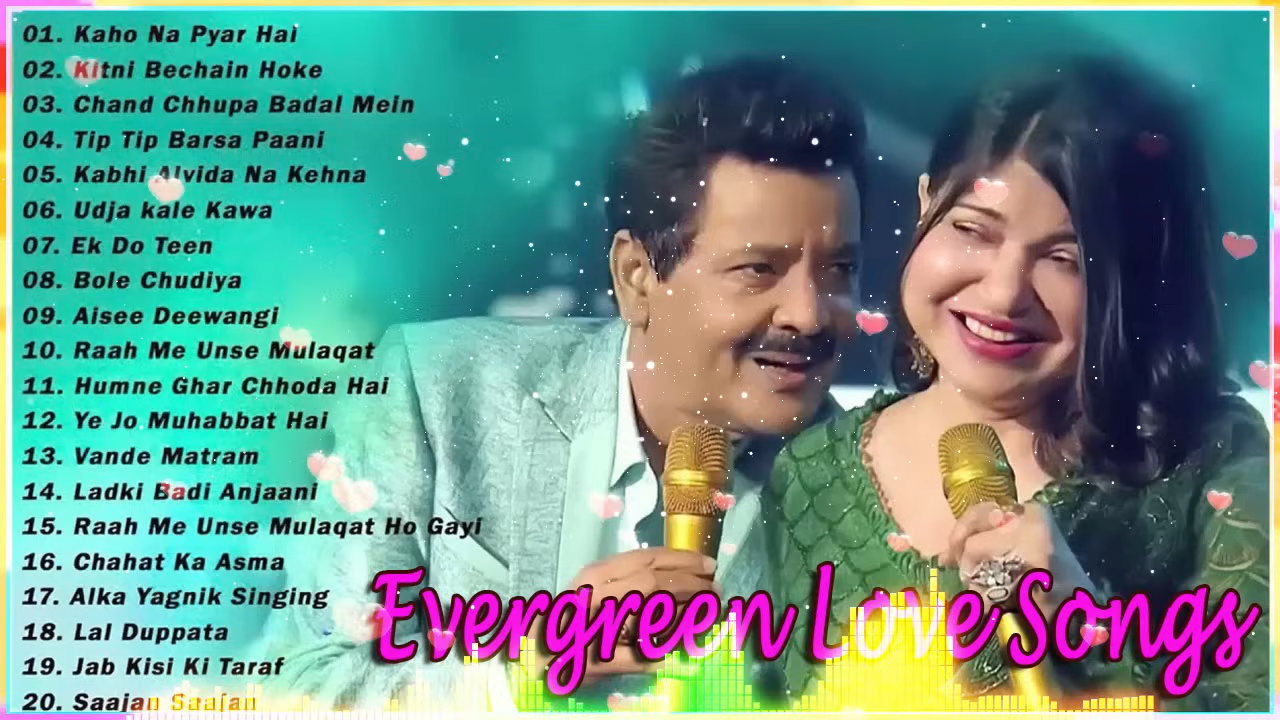 01. Kaho Na Pyar Hai
02. Kitni Bechain Hoke
03. Chand Chhupa Badal Mein
04. Tip Tip Barsa Paani
05. Kabhi Alvida Na Kehna
06. Udja kale Kawa
07. Ek Do Teen
08. Bole Chudiya
09. Aisee Deewangi
10. Raah Me Unse Mulaqat
11. Humne Ghar Chhoda Hai
12. Ye Jo Muhabbat Hai
13. Vande Matram
14. Ladki Badi Anjaani
15. Raah Me Unse Mulaqat Ho Gayi
16. Chahat Ka Asma
17. Alka Yagnik Singing
18. Lal Duppata
19. Jab Kisi Ki Taraf
20. Saajan Saajan
Evergreen Love Songs